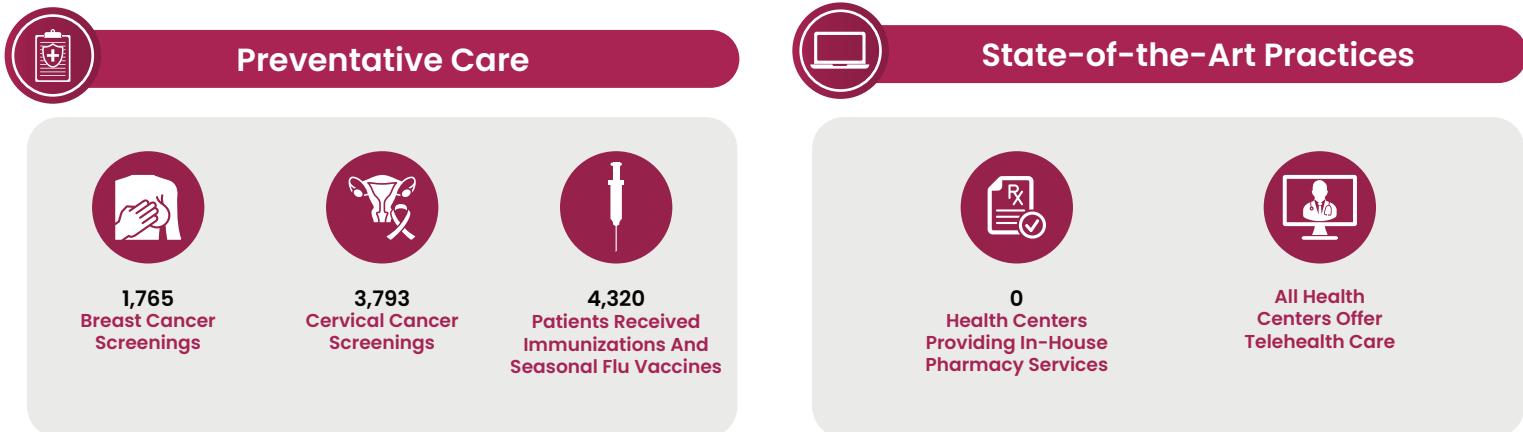 Preventative Care
1,765
Breast Cancer
Screenings
3,793
Cervical Cancer
Screenings
4,320
Patients Received
Immunizations And
Seasonal Flu Vaccines
State-of-the-Art Practices
Rx
0
Health Centers
Providing In-House
Pharmacy Services
All Health
Centers Offer
Telehealth Care